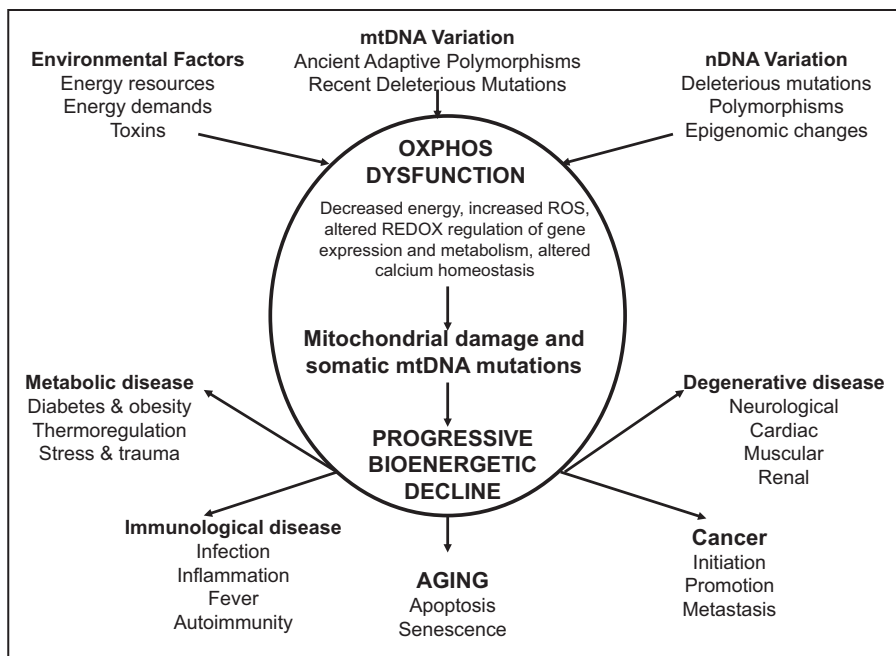 mtDNA Variation
Ancient Adaptive Polymorphisms
Recent Deleterious Mutations
Environmental Factors
Energy resources
Energy demands
Toxins
nDNA Variation
Deleterious mutations
Polymorphisms
Epigenomic changes
OXPHOS
DYSFUNCTION
Decreased energy, increased ROS,
altered REDOX regulation of gene
expression and metabolism, altered
calcium homeostasis
Mitochondrial damage and
somatic mtDNA mutations
PROGRESSIVE
BIOENERGETIC
DECLINE
Metabolic disease
Diabetes & obesity
Thermoregulation
Stress & trauma
Degenerative disease
Neurological
Cardiac
Muscular
Renal
Immunological disease
Infection
Inflammation
Fever
Autoimmunity
AGING
Apoptosis
Senescence
Cancer
Initiation
Promotion
Metastasis